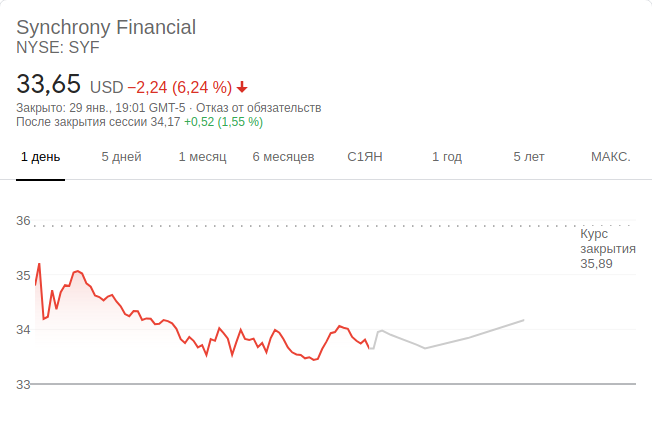 Synchrony Financial
NYSE: SYF
33,65 USD −2,24 (6,24 %)
Закрыто: 29 янв., 19:01 GMT-5 · Отказ от обязательств
После закрытия сессии 34,17 +0,52 (1,55 %)
1 день 5 дней 1 месяц 6 месяцев С1ЯН 1 год 5 лет МАКС.
36
Курс
закрытия
35,89
35
34
33